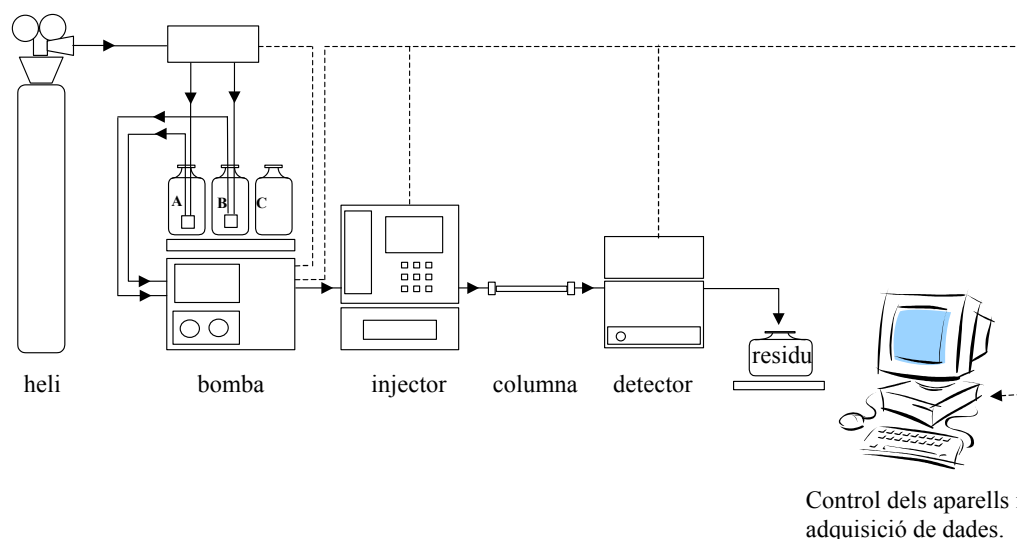 A B C
residu
heli bomba injector columna detector
Control dels aparells
adquisició de dades.